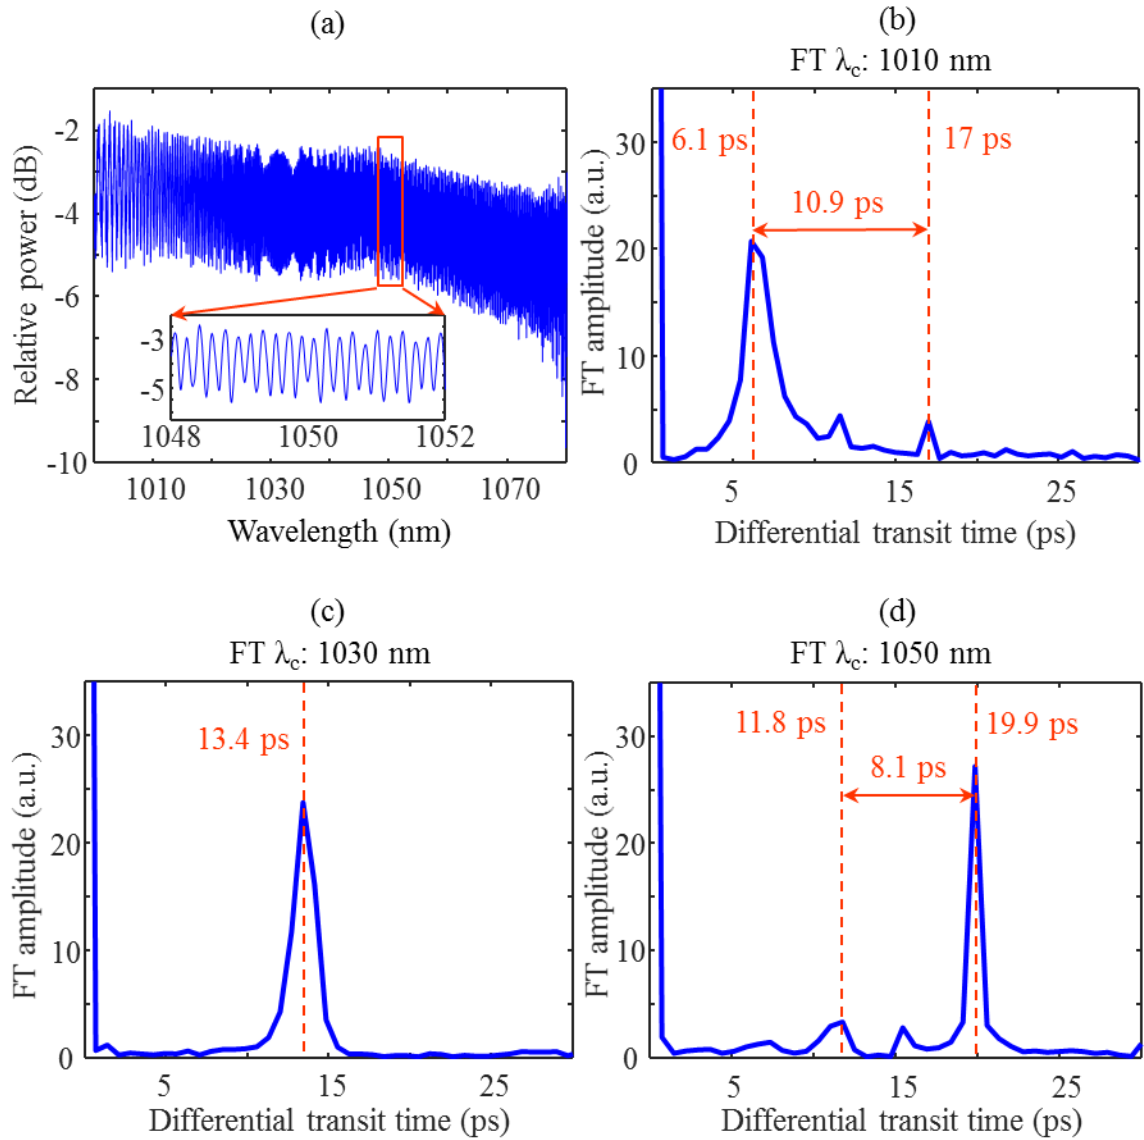 (a)
-2
-4
-6
-8
-10
Relative power (dB)
-3
-5
1048 1050 1052
1010 1030 1050 1070
Wavelength (nm)
(b)
FT λc: 1010 nm
30
20
10
0
FT amplitude (a.u.)
6.1 ps
17 ps
10.9 ps
5 15 25
Differential transit time (ps)
(c)
FT λc: 1030 nm
30
20
10
0
FT amplitude (a.u.)
13.4 ps
5 15 25
Differential transit time (ps)
(d)
FT λc: 1050 nm
30
20
10
0
FT amplitude (a.u.)
11.8 ps
19.9 ps
8.1 ps
5 15 25
Differential transit time (ps)